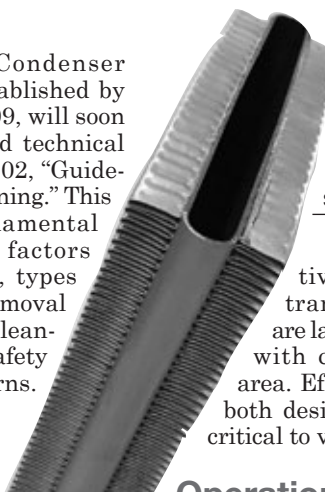 Condenser
ablished by
09, will soon
d technical
02, “Guide-
ning.” This
damental
factors
, types
moval
lean-
afety
rns.
tiv
tran
are la
with c
area. Ef
both desi
critical to v
Operation